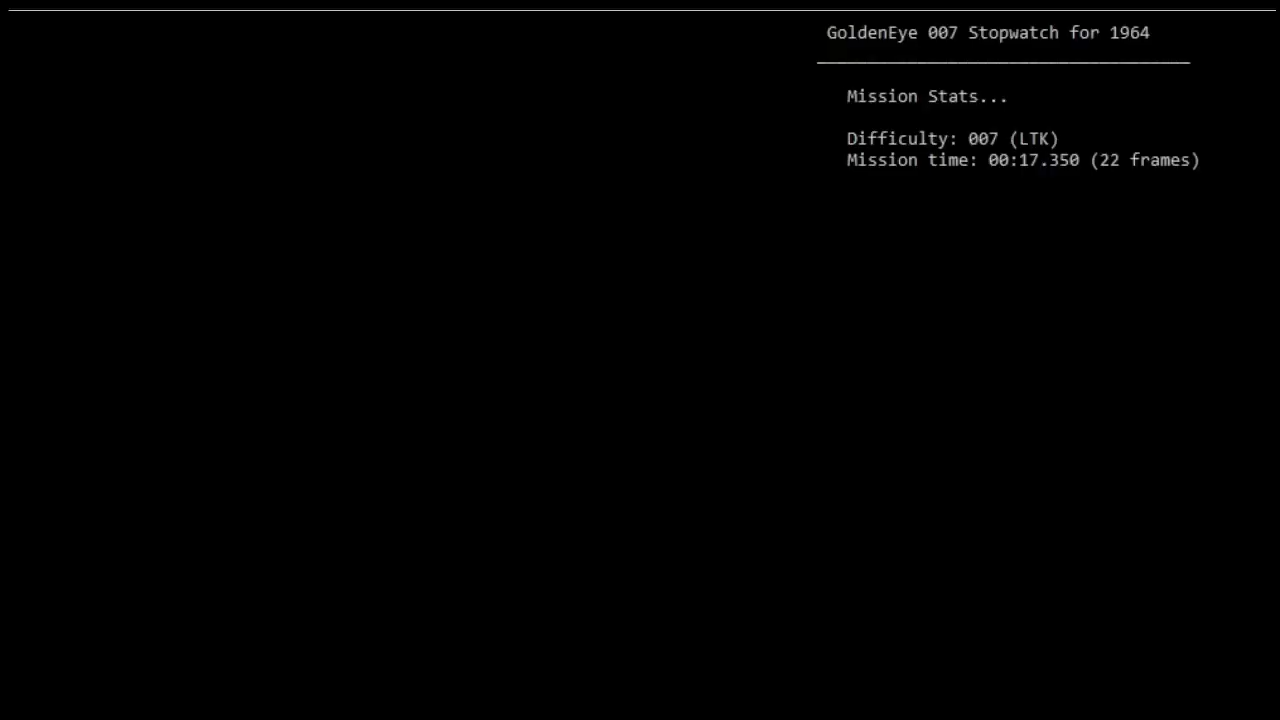 GoldenEye 007 Stopwatch for 1964
Mission Stats...
Difficulty: 007 (LTK)
Mission time: 00:17.350 (22 frames)